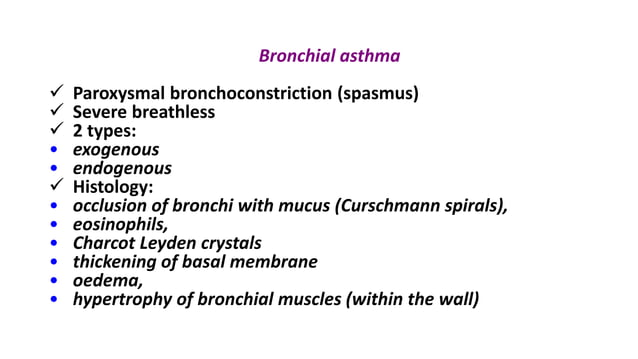 Bronchial asthma
✓ Paroxysmal bronchoconstriction (spasmus)
✓ Severe breathless
✓ 2 types:
• exogenous
• endogenous
✓ Histology:
• occlusion of bronchi with mucus (Curschmann spirals),
• eosinophils,
• Charcot Leyden crystals
• thickening of basal membrane
• oedema,
• hypertrophy of bronchial muscles (within the wall)